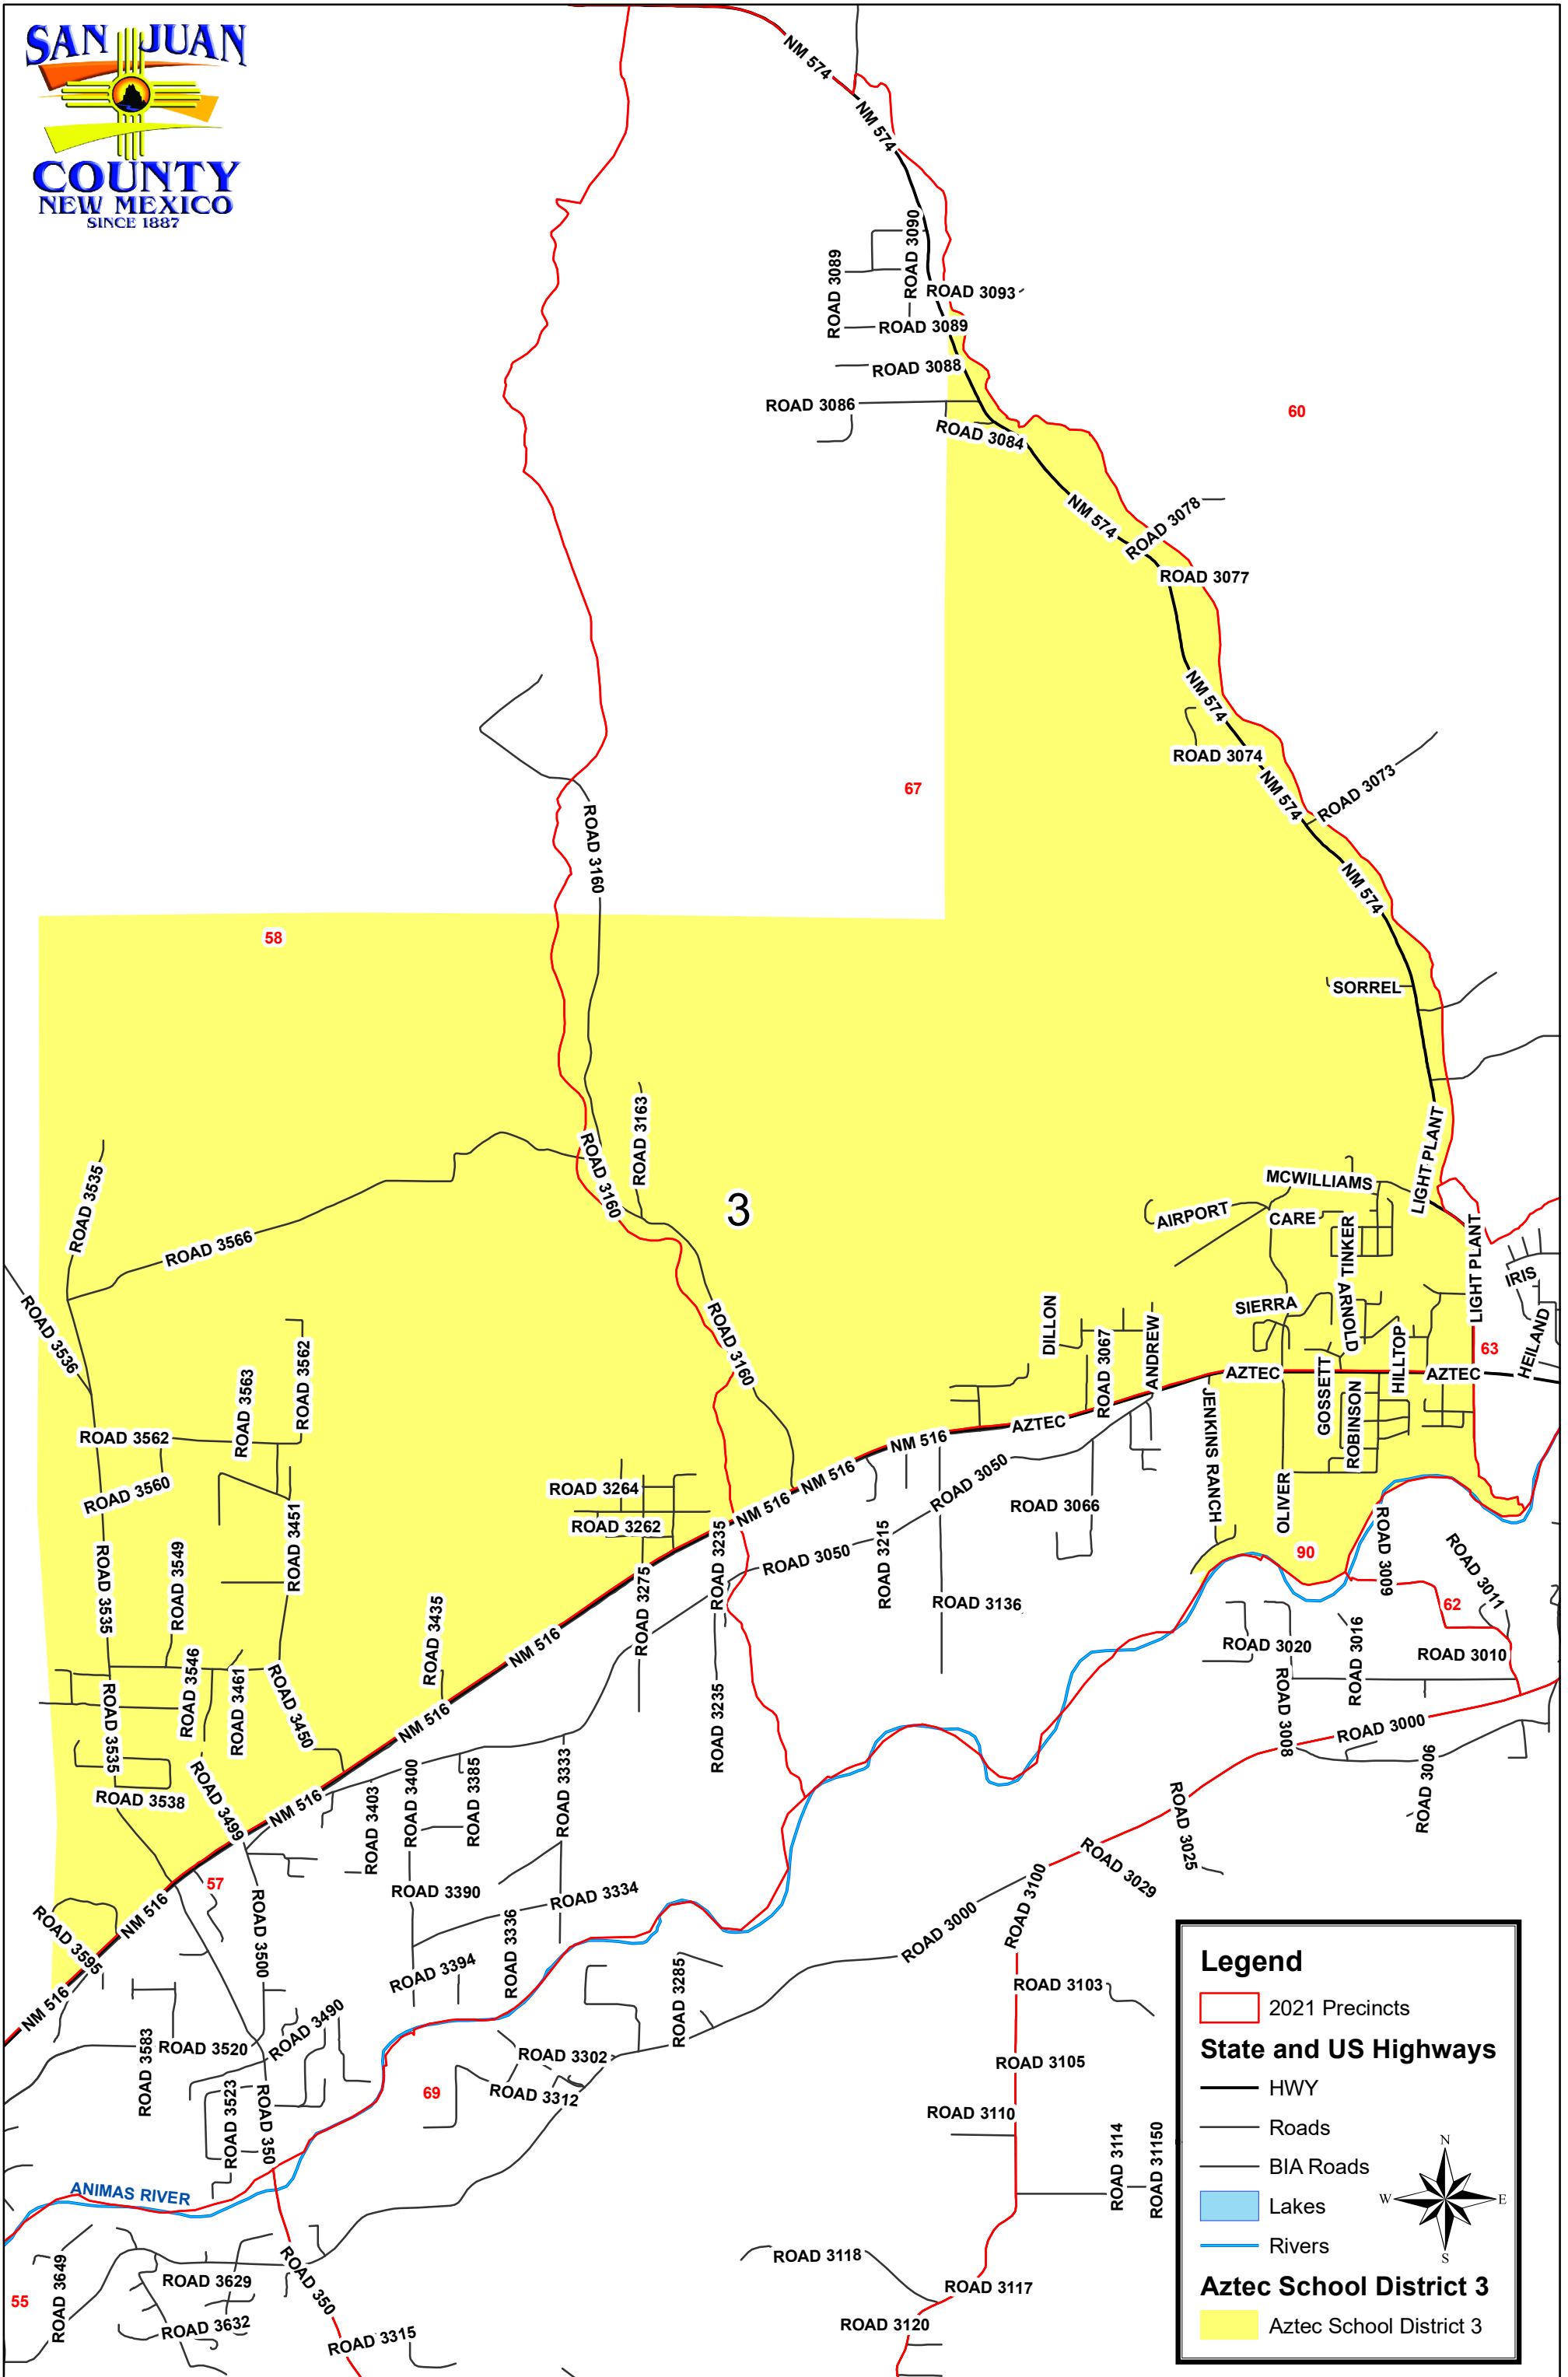 SAN JUAN
COUNTY
NEW MEXICO
SINCE 1887
NM 574
NM 574
ROAD 3090
ROAD 3089
ROAD 3093
ROAD 3089
ROAD 3088
ROAD 3086
60
ROAD 3084
NM 574
ROAD 3078
ROAD 3077
NM 574
ROAD 3074
NM 574
ROAD 3073
67
ROAD 3160
NM 574
58
SORREL
ROAD 3163
LIGHT PLANT
ROAD 3160
ROAD 3535
MCWILLIAMS
3
AIRPORT
CARE
TINKER
ROAD 3566
LIGHT PLANT
IRIS
ROAD 3536
SIERRA
ARNOLD
DILLON
ROAD 3160
ROAD 3562
ROAD 3067
ANDREW
HILLTOP
63
HEILAND
AZTEC
AZTEC
ROAD 3563
GOSSETT
ROBINSON
JENKINS RANCH
ROAD 3562
AZTEC
NM 516
ROAD 3560
NM 516
ROAD 3264
ROAD 3050
NM 516
ROAD 3066
OLIVER
ROAD 3262
ROAD 3451
ROAD 3235
ROAD 3050
ROAD 3215
90
ROAD 3009
ROAD 3011
ROAD 3535
ROAD 3549
ROAD 3275
ROAD 3136
62
ROAD 3435
NM 516
ROAD 3020
ROAD 3016
ROAD 3010
ROAD 3546
ROAD 3461
ROAD 3450
ROAD 3535
NM 516
ROAD 3235
ROAD 3008
ROAD 3000
ROAD 3538
ROAD 3499
NM 516
ROAD 3403
ROAD 3400
ROAD 3385
ROAD 3333
ROAD 3025
ROAD 3006
57
ROAD 3390
ROAD 3334
ROAD 3029
ROAD 3100
NM 516
ROAD 3595
ROAD 3500
ROAD 3336
ROAD 3000
ROAD 3394
ROAD 3285
ROAD 3103
NM 516
ROAD 3490
ROAD 3583
ROAD 3520
ROAD 3302
ROAD 3105
69
ROAD 3312
ROAD 3523
ROAD 350
ROAD 3110
ROAD 3114
ROAD 31150
ANIMAS RIVER
ROAD 3118
ROAD 3649
ROAD 3629
ROAD 350
ROAD 3117
55
ROAD 3632
ROAD 3315
ROAD 3120
Legend
2021 Precincts
State and US Highways
HWY
Roads
BIA Roads
Lakes
Rivers
N
W
E
S
Aztec School District 3
Aztec School District 3